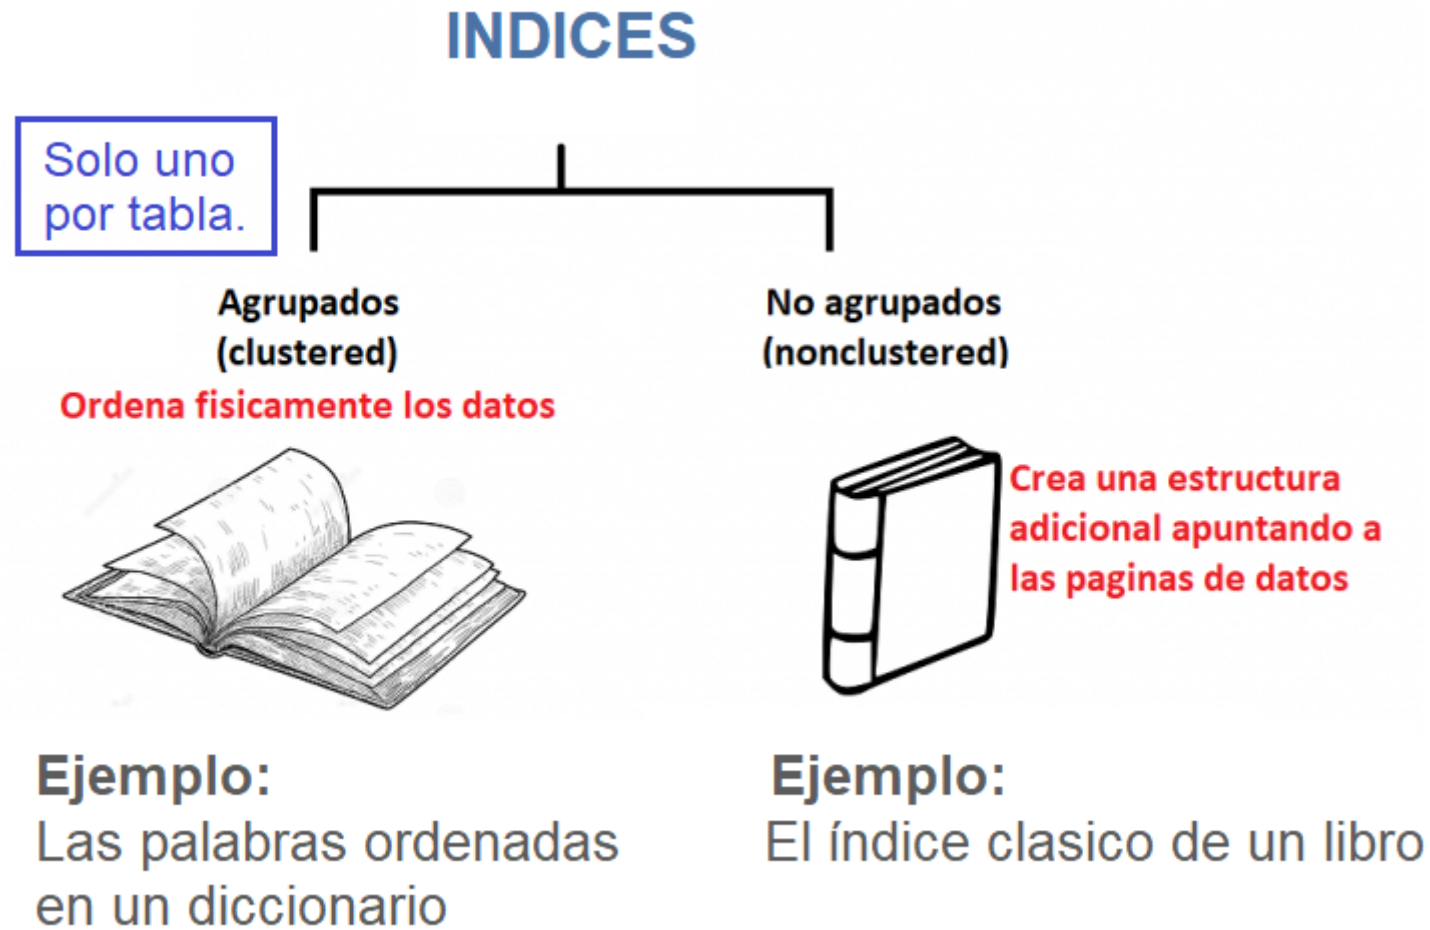 INDICES
Solo uno
por tabla.
Agrupados
(clustered)
Ordena fisicamente los datos
No agrupados
(nonclustered)
Crea una estructura
adicional apuntando a
las paginas de datos
Ejemplo:
Las palabras ordenadas
en un diccionario
Ejemplo:
El índice clasico de un libro